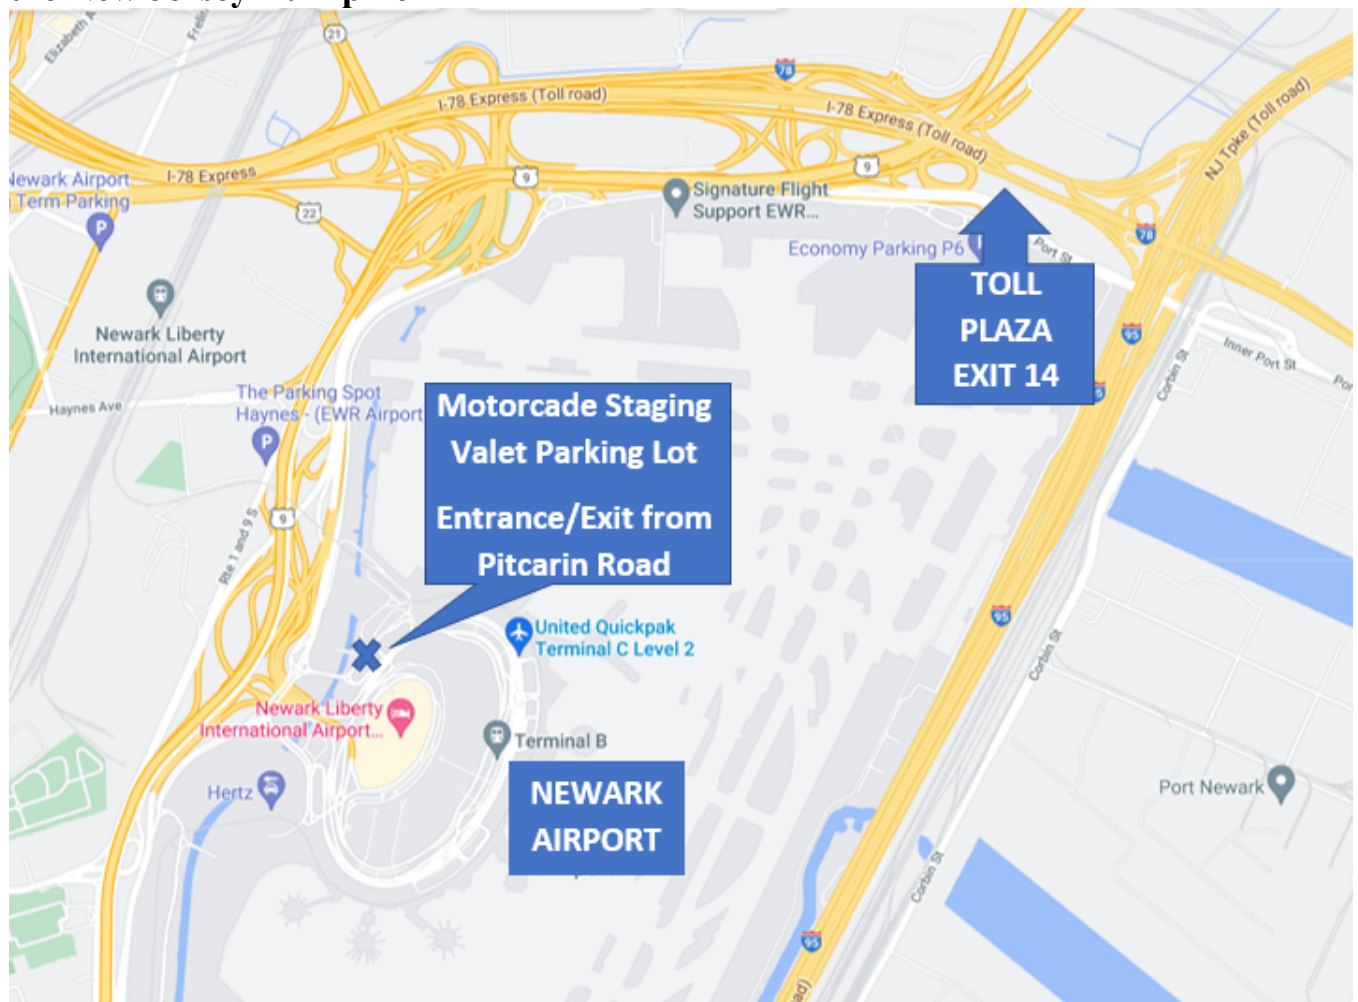 Elizabeth A
Freling
21
78
I-78 Express (Toll road)
I-78 Express (Toll road)
NJ Tpke (Toll road)
Newark Airport
Term Parking
P
I-78 Express
22
9
9
Signature Flight
Support EWR...
Economy Parking P6
Port St
78
TOLL
PLAZA
EXIT 14
95
Inner Port St
Corbin St
Newark Liberty
International Airport
Haynes Ave
The Parking Spot
Haynes - (EWR Airport
P
Motorcade Staging
Valet Parking Lot
Entrance/Exit from
Pitcarin Road
9
Rte 1 and 9 S
United Quickpak
Terminal C Level 2
95
Corbin St
Newark Liberty
International Airport...
Terminal B
Hertz
NEWARK
AIRPORT
Port Newark
Corbin St
95